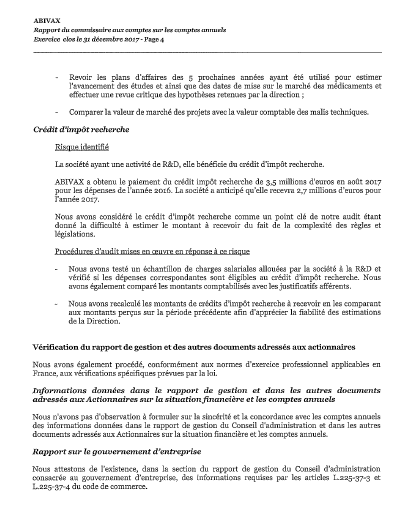 ABIVAX
Rapport du commissaire aux comptes sur les comptes annuels
Exercice clos le 31 décembre 2017 - Page 4
- Revoir les plans d'affaires des 5 prochaines années ayant été utilisé pour estimer
l'avancement des études et ainsi que des dates de mise sur le marché des médicaments et
effectuer une revue critique des hypothèses retenues par la direction ;
- Comparer la valeur de marché des projets avec la valeur comptable des malis techniques.
Crédit d'impôt recherche
Risque identifié
La société ayant une activité de R&D, elle bénéficie du crédit d'impôt recherche.
ABIVAX a obtenu le paiement du crédit impôt recherche de 3,5 millions d'euros en août 2017
pour les dépenses de l'année 2016. La société a anticipé qu'elle recevra 2,7 millions d'euros pour
l'année 2017.
Nous avons considéré le crédit d'impôt recherche comme un point clé de notre audit étant
donné la difficulté à estimer le montant à recevoir du fait de la complexité des règles et
législations.
Procédures d'audit mises en œuvre en réponse à ce risque
- Nous avons testé un échantillon de charges salariales allouées par la société à la R&D et
vérifié si les dépenses correspondantes sont éligibles au crédit d'impôt recherche. Nous
avons également comparé les montants comptabilisés avec les justificatifs afférents.
- Nous avons recalculé les montants de crédits d'impôt recherche à recevoir en les comparant
aux montants perçus sur la période précédente afin d'apprécier la fiabilité des estimations
de la Direction.
Vérification du rapport de gestion et des autres documents adressés aux actionnaires
Nous avons également procédé, conformément aux normes d'exercice professionnel applicables en
France, aux vérifications spécifiques prévues par la loi.
Informations données dans le rapport de gestion et dans les autres documents
adressés aux Actionnaires sur la situation financière et les comptes annuels
Nous n'avons pas d'observation à formuler sur la sincérité et la concordance avec les comptes annuels
des informations données dans le rapport de gestion du Conseil d'administration et dans les autres
documents adressés aux Actionnaires sur la situation financière et les comptes annuels.
Rapport sur le gouvernement d'entreprise
Nous attestons de l'existence, dans la section du rapport de gestion du Conseil d'administration
consacrée au gouvernement d'entreprise, des informations requises par les articles L.225-37-3 et
L.225-37-4 du code de commerce.